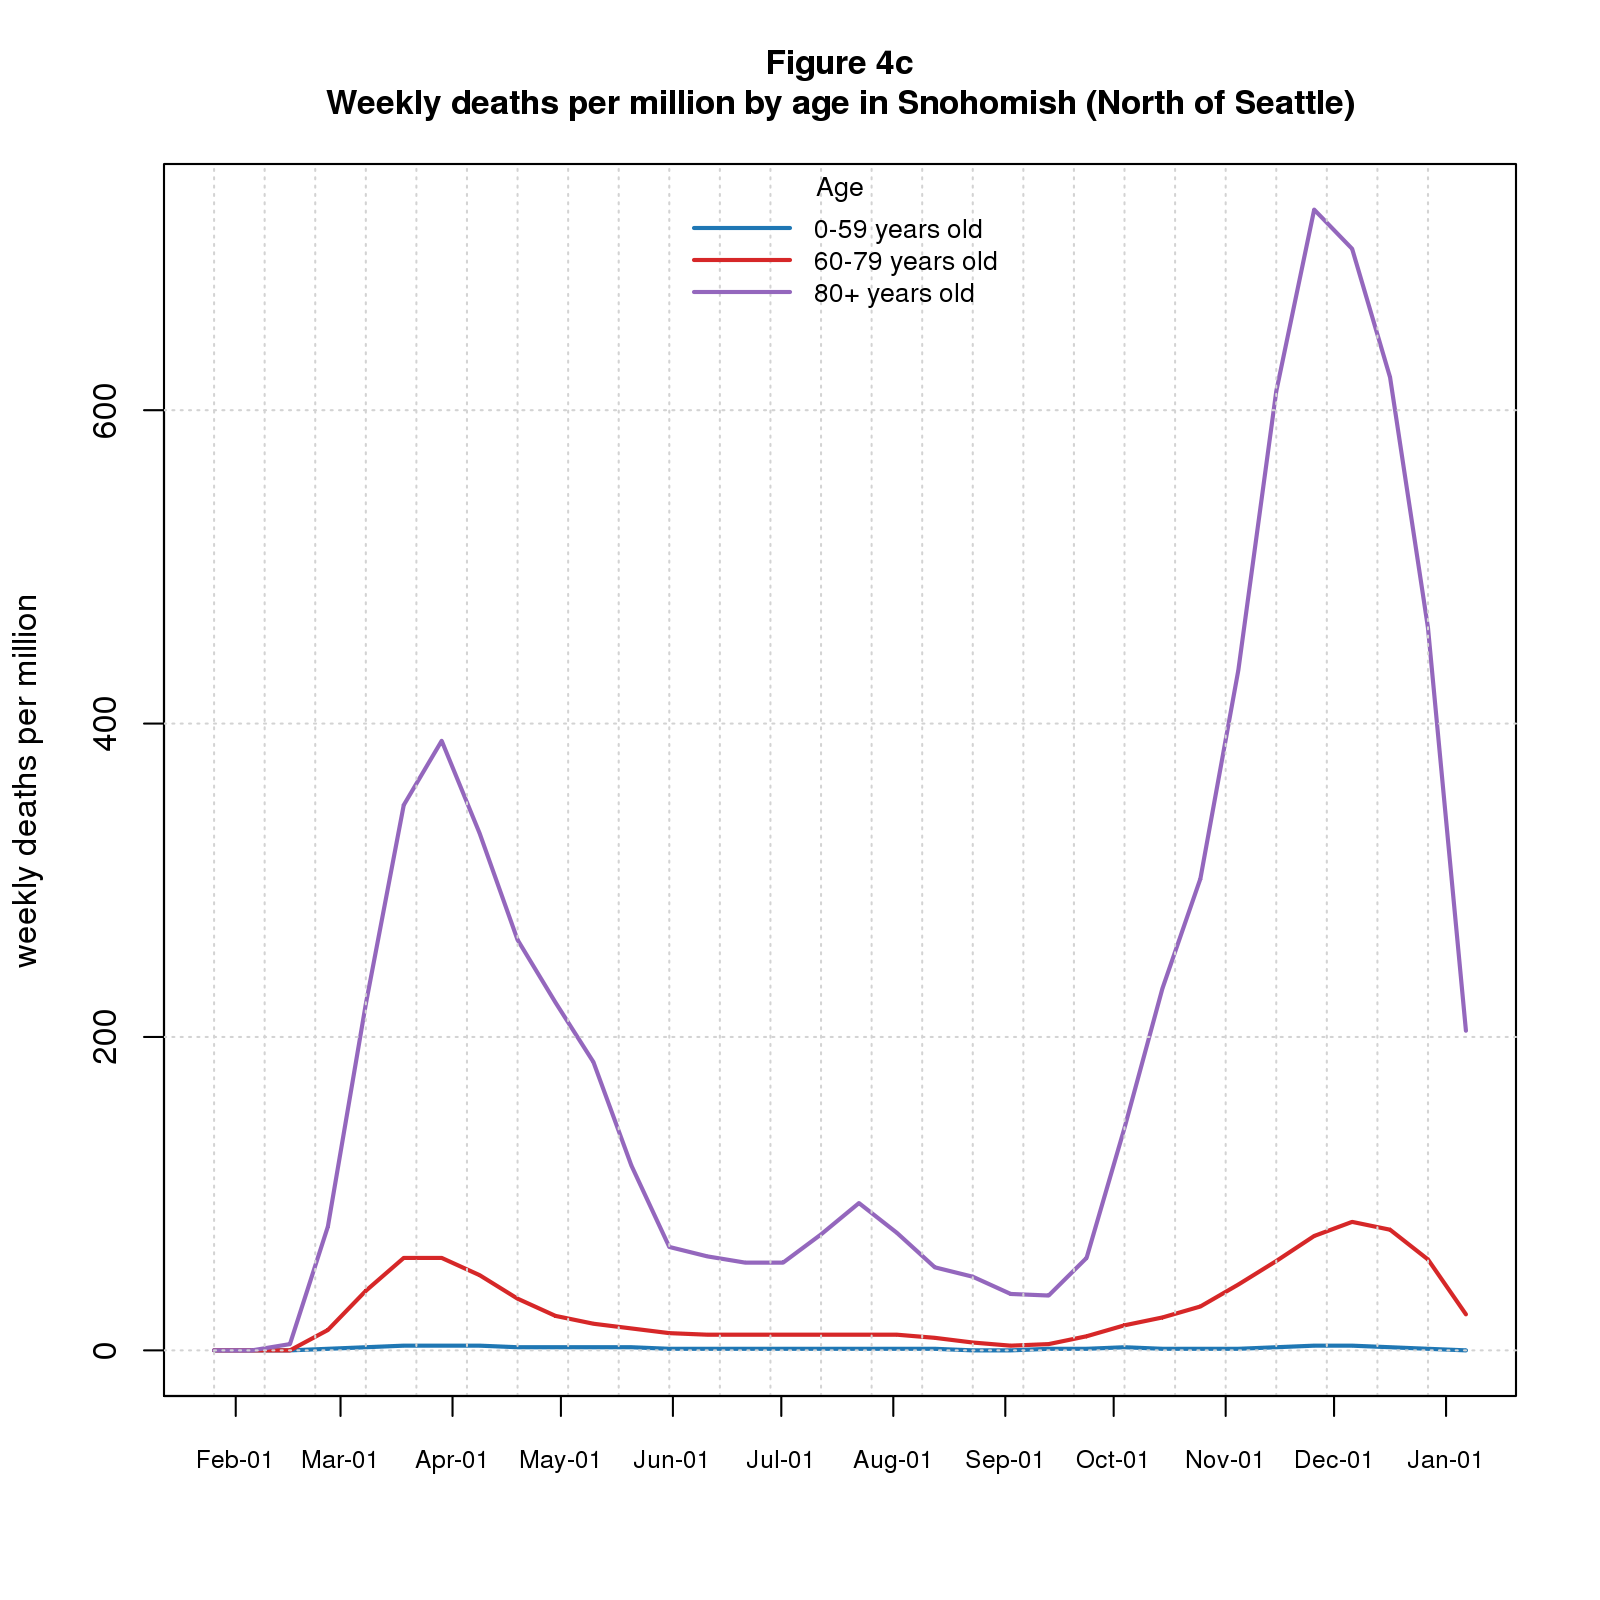 Figure 4c
Weekly deaths per million by age in Snohomish (North of Seattle)
Age
0-59 years old
60-79 years old
80+ years old
weekly deaths per million
600
400
200
0
Feb-01 Mar-01 Apr-01 May-01 Jun-01 Jul-01 Aug-01 Sep-01 Oct-01 Nov-01 Dec-01 Jan-01